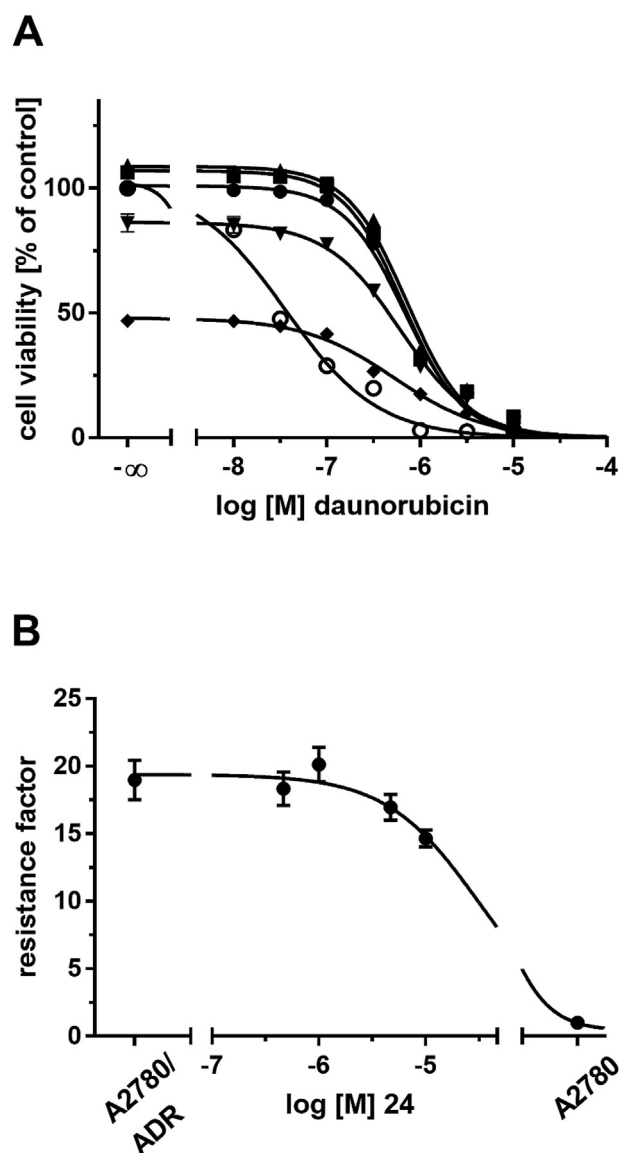 A
cell viability [% of control]
100
50
0
-∞
-8
-7
-6
-5
-4
log [M] daunorubicin
B
resistance factor
25
20
15
10
5
0
-7
-6
-5
A2780/
ADR
log [M] 24
A2780